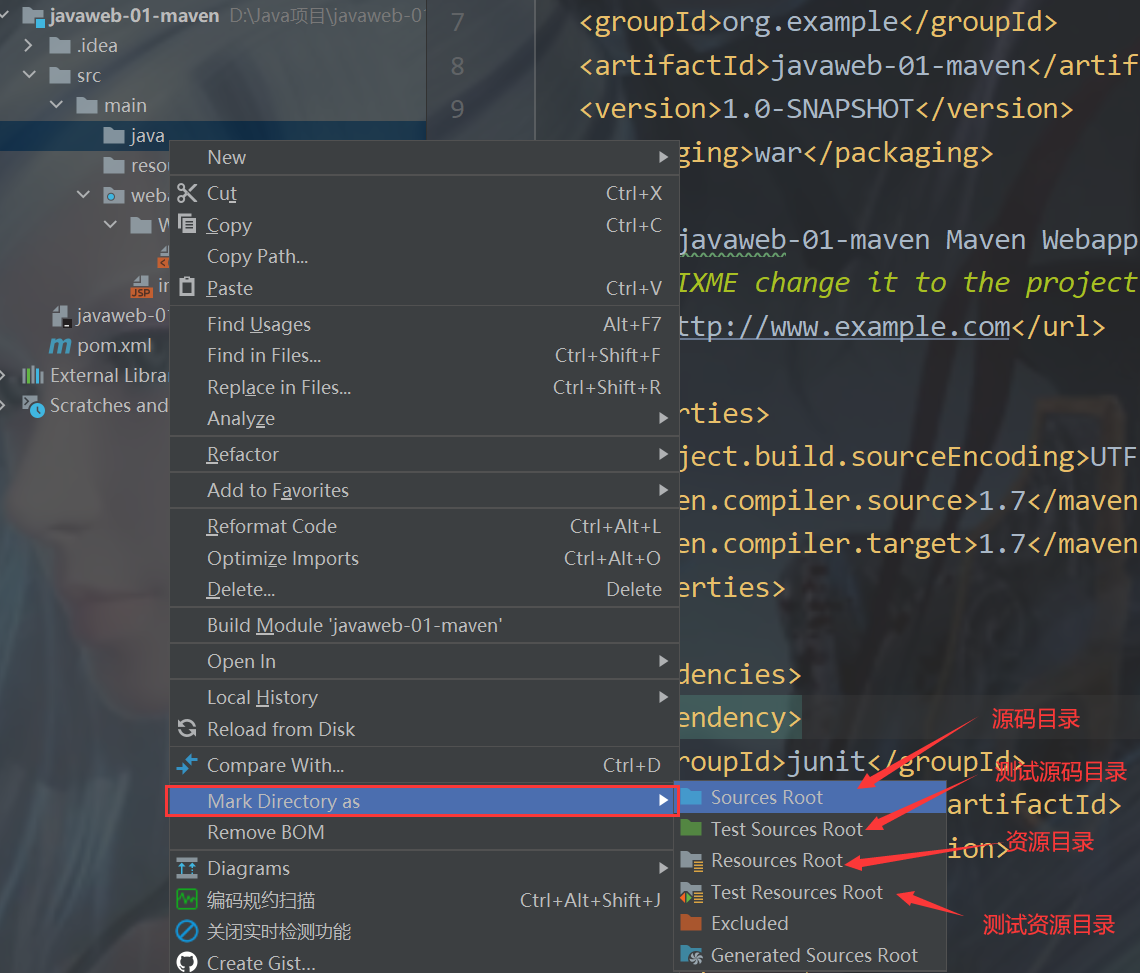 javaweb-01-maven D:\Java项目\javaweb-01
.idea
src
main
java
reso
weba
W
in
javaweb-01
pom.xml
External Libra
Scratches and
7 <groupId>org.example</groupId>
8 <artifactId>javaweb-01-maven</artif
9 <version>1.0-SNAPSHOT</version>
ging>war</packaging>
javaweb-01-maven Maven Webapp
IXME change it to the project
ttp://www.example.com</url>
rties>
ject.build.sourceEncoding>UTF
en.compiler.source>1.7</maven
en.compiler.target>1.7</maven
erties>
dencies>
endency>
roupId>junit</groupId>
artifactId>
ion>
New
Cut Ctrl+X
Copy Ctrl+C
Copy Path...
Paste Ctrl+V
Find Usages Alt+F7
Find in Files... Ctrl+Shift+F
Replace in Files... Ctrl+Shift+R
Analyze
Refactor
Add to Favorites
Reformat Code Ctrl+Alt+L
Optimize Imports Ctrl+Alt+O
Delete... Delete
Build Module 'javaweb-01-maven'
Open In
Local History
Reload from Disk
Compare With... Ctrl+D
Mark Directory as
Remove BOM
Diagrams
编码规约扫描 Ctrl+Alt+Shift+J
关闭实时检测功能
Create Gist...
Sources Root
Test Sources Root
Resources Root
Test Resources Root
Excluded
Generated Sources Root
源码目录
测试源码目录
资源目录
测试资源目录
JSP